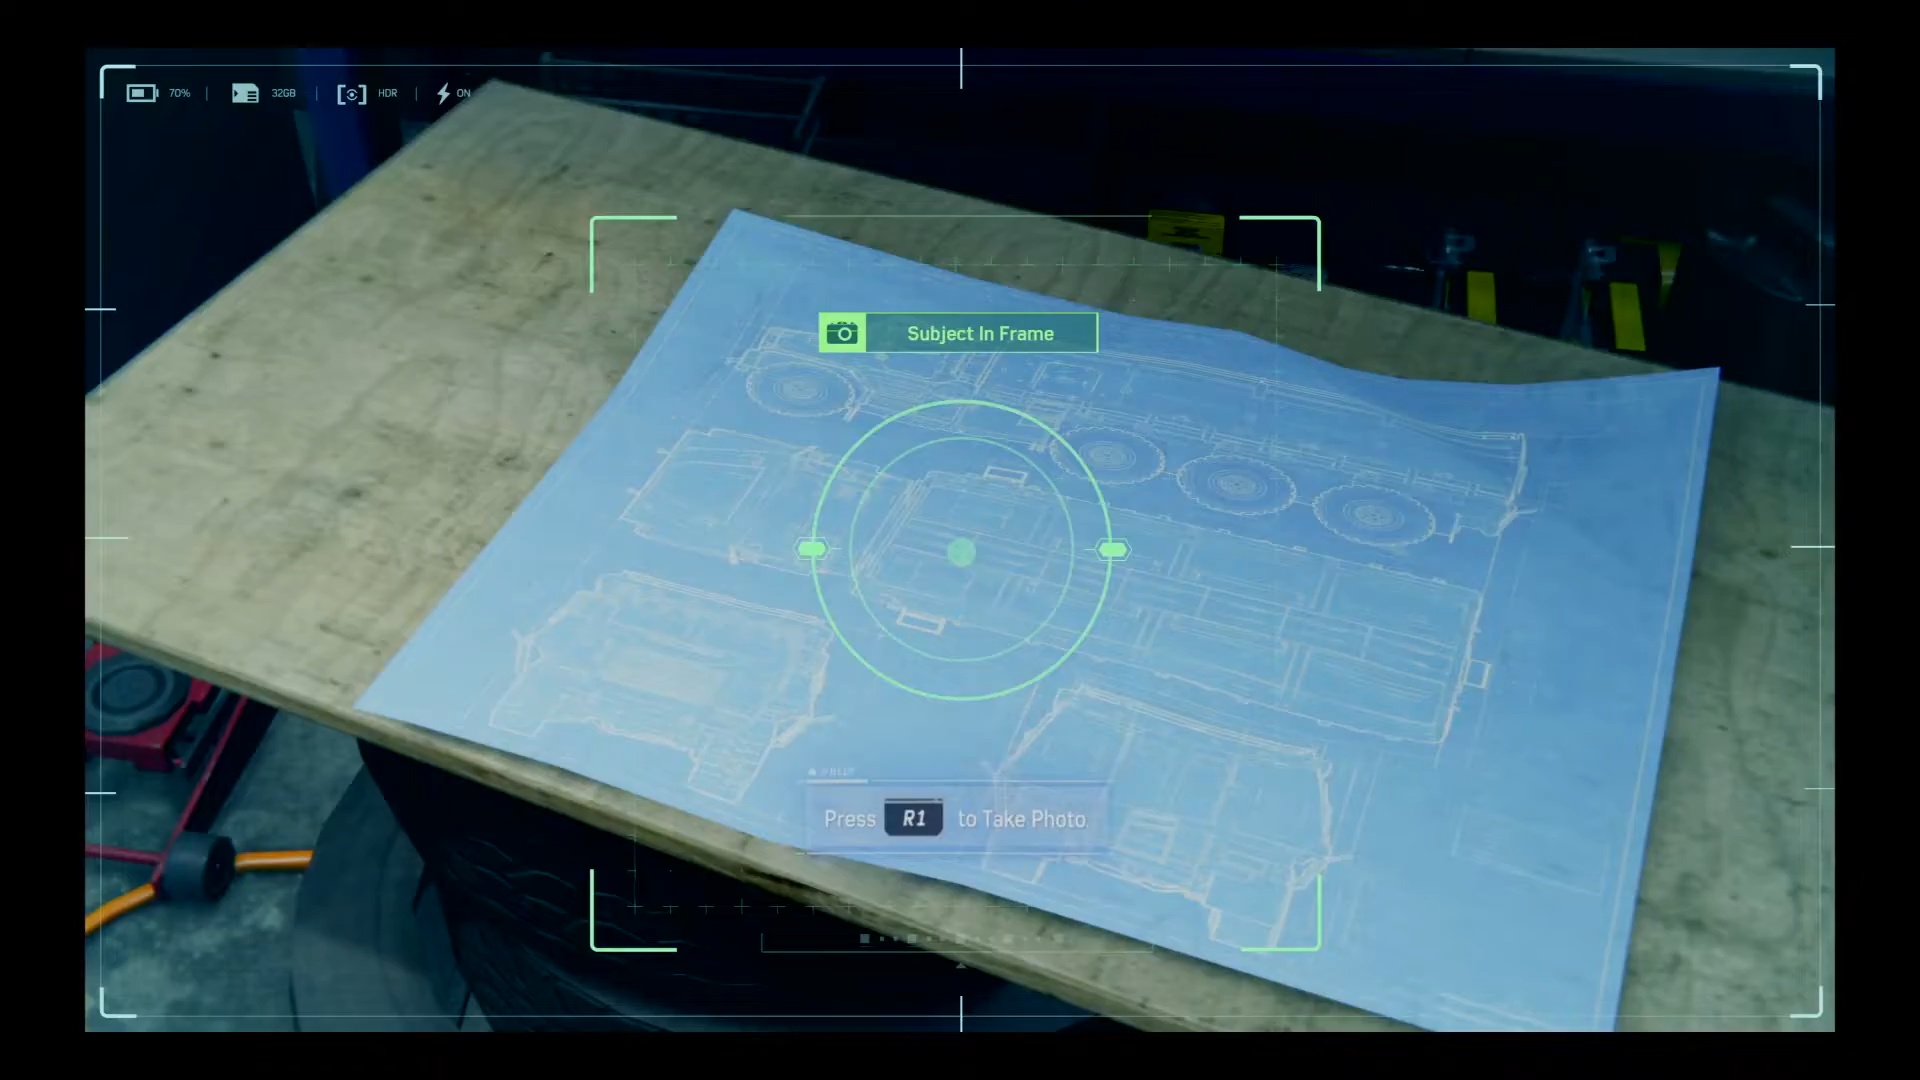 70% | 32GB | HDR | ON
Subject In Frame
Press R1 to Take Photo.